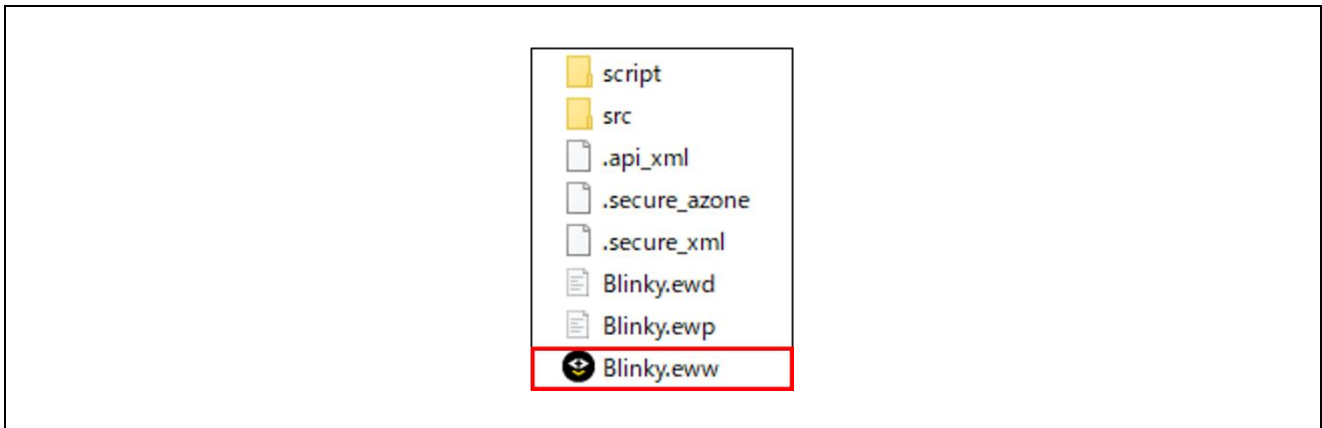 script
src
.api_xml
.secure_azone
.secure_xml
Blinky.ewd
Blinky.ewp
Blinky.eww